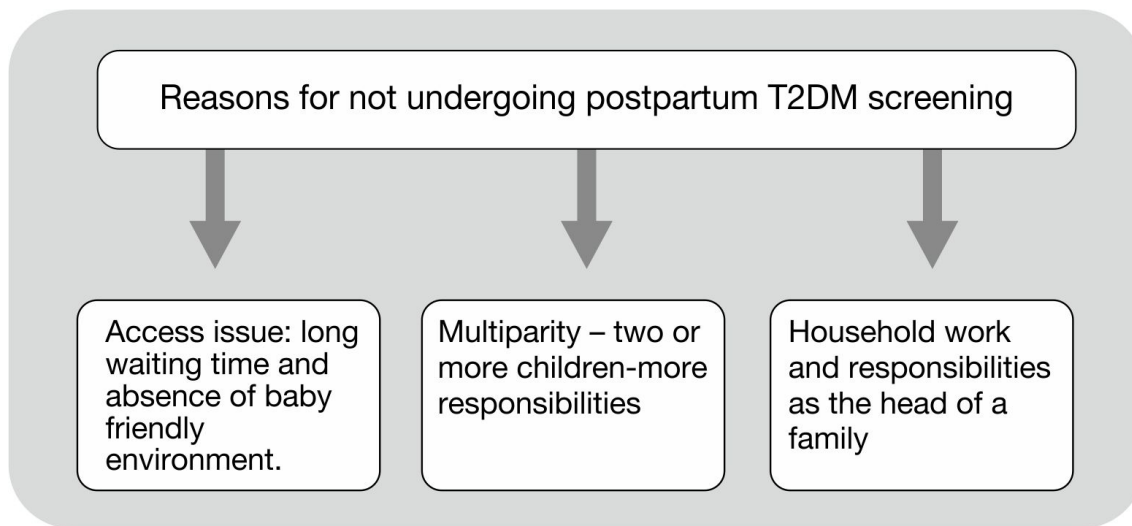 Reasons for not undergoing postpartum T2DM screening
Access issue: long
waiting time and
absence of baby
friendly
environment.
Multiparity – two or
more children-more
responsibilities
Household work
and responsibilities
as the head of a
family